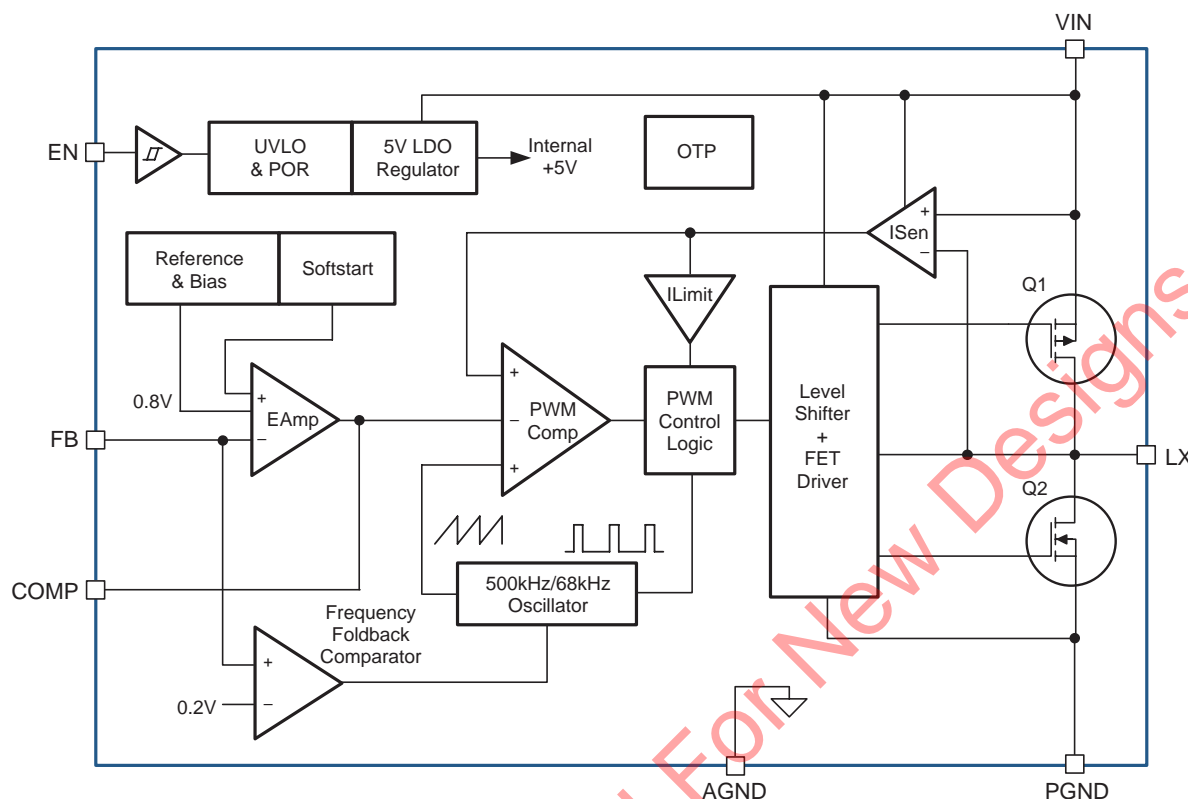 VIN
EN
UVLO
& POR
5V LDO
Regulator
Internal
+5V
OTP
Reference
& Bias
Softstart
+
ISen
−
ILimit
Q1
0.8V
+
EAmp
−
FB
+
−
PWM
Comp
+
PWM
Control
Logic
Level
Shifter
+
FET
Driver
LX
Q2
COMP
500kHz/68kHz
Oscillator
Frequency
Foldback
Comparator
+
0.2V
−
AGND
PGND
For New Designs